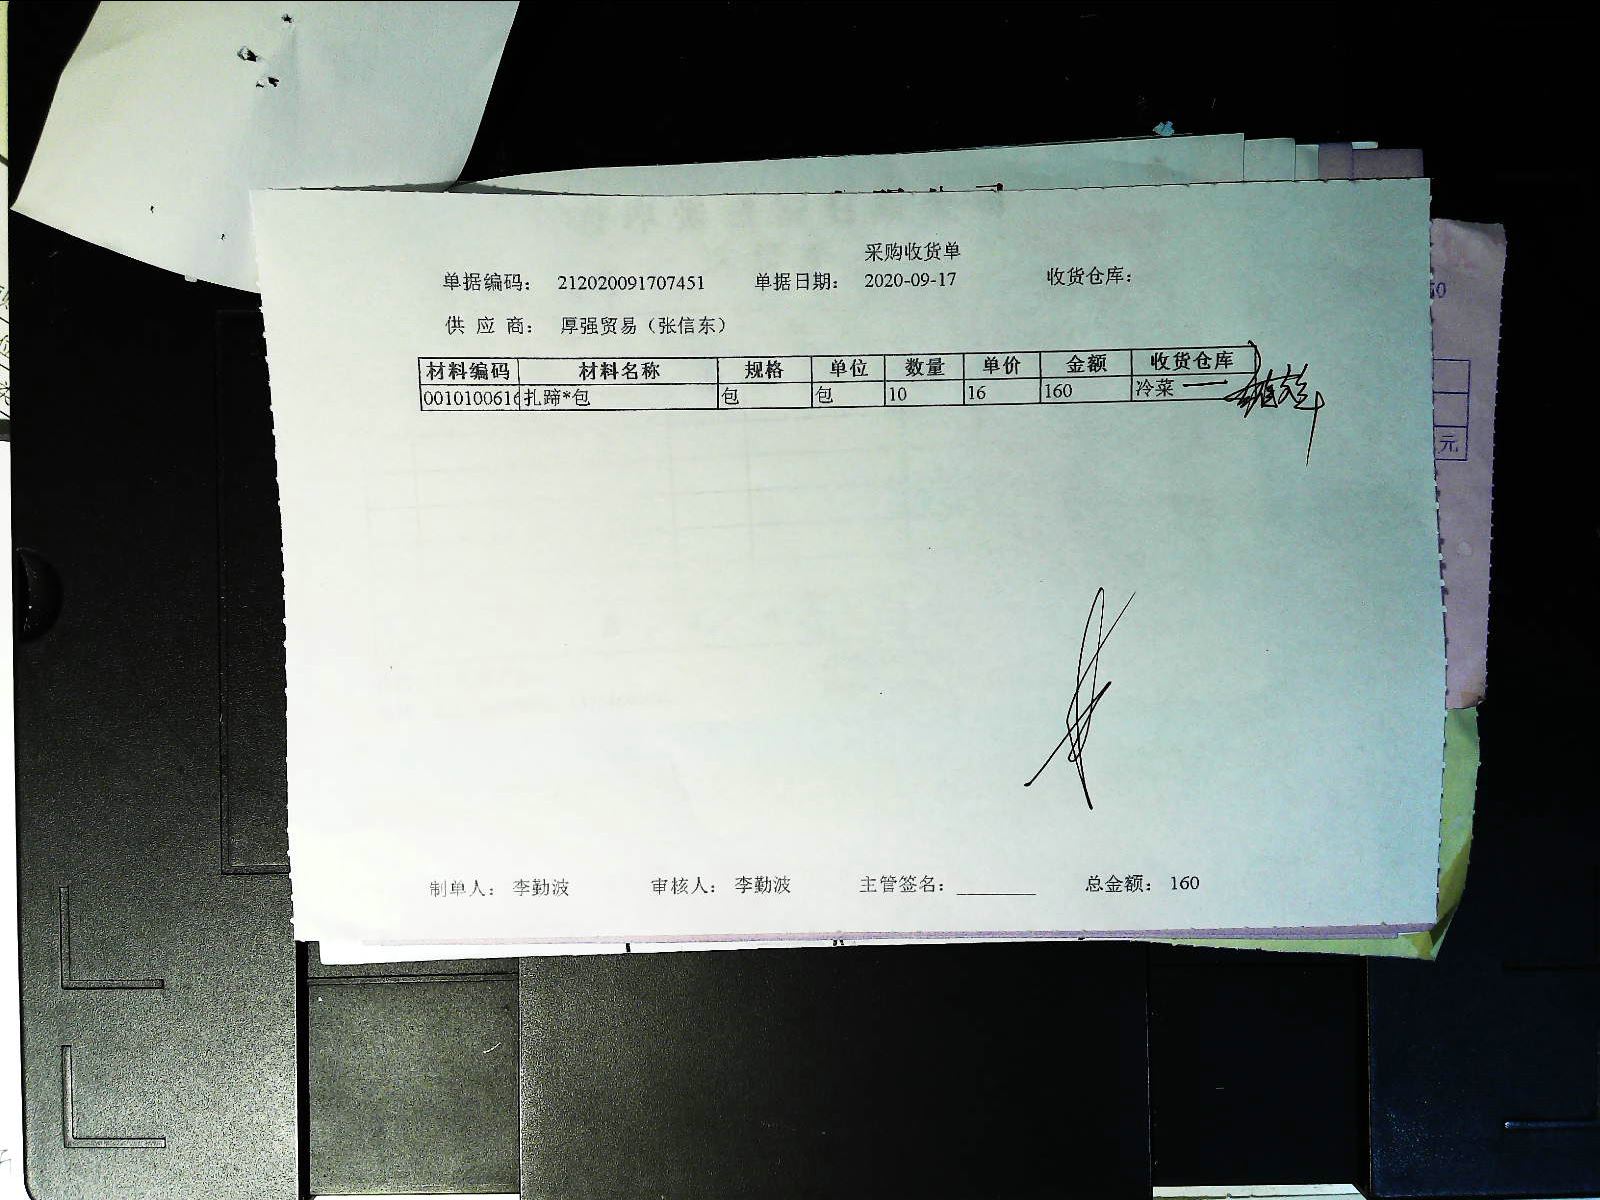 采购收货单
单据编码： 212020091707451 单据日期： 2020-09-17 收货仓库：
供 应 商： 厚强贸易（张信东）
材料编码 材料名称 规格 单位 数量 单价 金额 收货仓库
0010100616 扎蹄*包 包 包 10 16 160 冷菜
元
制单人： 李勤波 审核人： 李勤波 主管签名：________ 总金额： 160